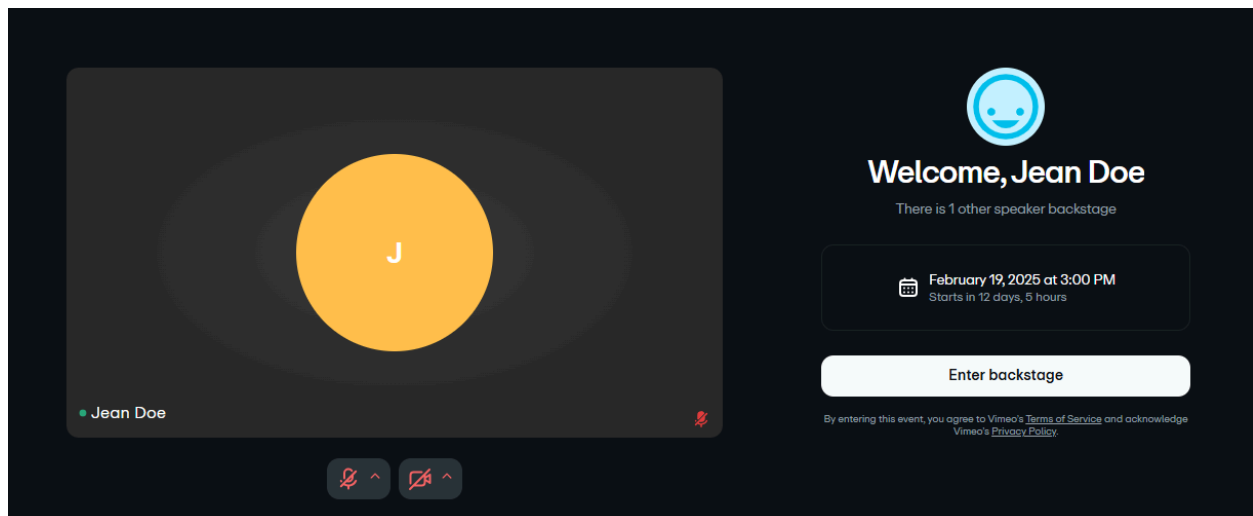 J
Jean Doe
Welcome, Jean Doe
There is 1 other speaker backstage
February 19, 2025 at 3:00 PM
Starts in 12 days, 5 hours
Enter backstage
By entering this event, you agree to Vimeo's Terms of Service and acknowledge
Vimeo's Privacy Policy.